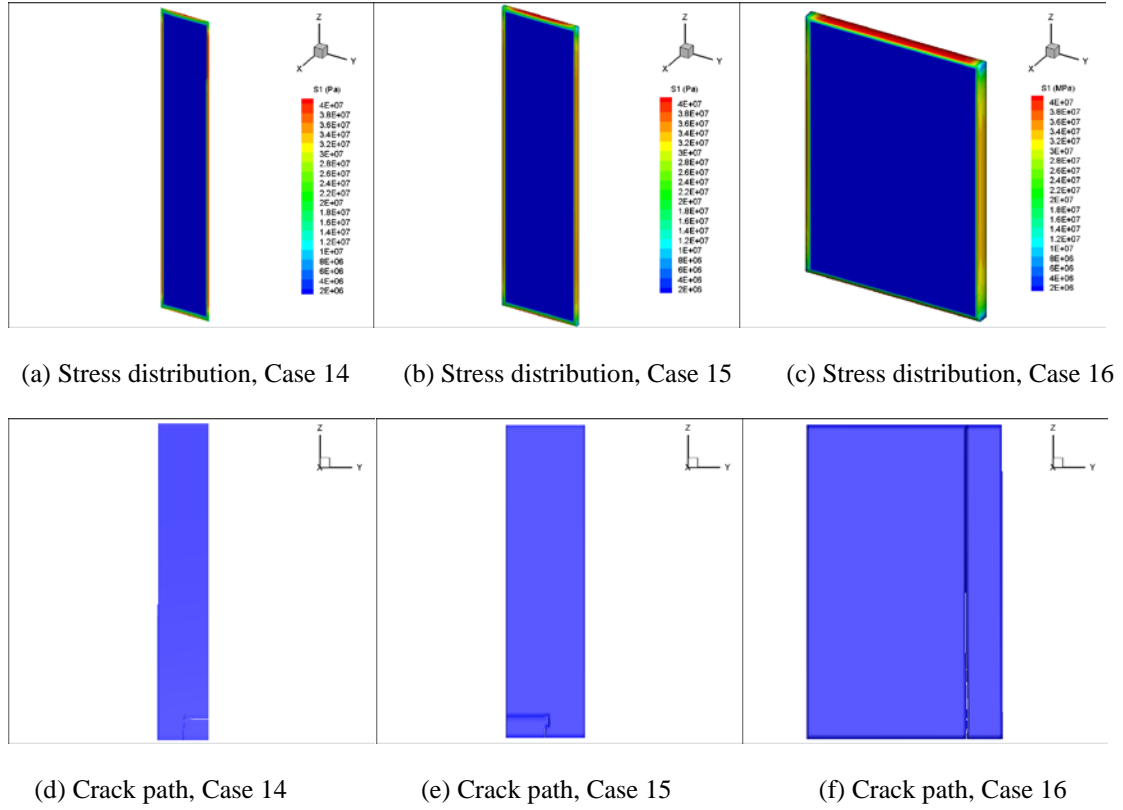 Z
X
Y
S1 (Pa)
4E+07
3.8E+07
3.6E+07
3.4E+07
3.2E+07
3E+07
2.8E+07
2.6E+07
2.4E+07
2.2E+07
2E+07
1.8E+07
1.6E+07
1.4E+07
1.2E+07
1E+07
8E+06
6E+06
4E+06
2E+06
Z
X
Y
S1 (Pa)
4E+07
3.8E+07
3.6E+07
3.4E+07
3.2E+07
3E+07
2.8E+07
2.6E+07
2.4E+07
2.2E+07
2E+07
1.8E+07
1.6E+07
1.4E+07
1.2E+07
1E+07
8E+06
6E+06
4E+06
2E+06
Z
X
Y
S1 (MPa)
4E+07
3.8E+07
3.6E+07
3.4E+07
3.2E+07
3E+07
2.8E+07
2.6E+07
2.4E+07
2.2E+07
2E+07
1.8E+07
1.6E+07
1.4E+07
1.2E+07
1E+07
8E+06
6E+06
4E+06
2E+06
(a) Stress distribution, Case 14
(b) Stress distribution, Case 15
(c) Stress distribution, Case 16
Z
X
Y
Z
X
Y
Z
X
Y
(d) Crack path, Case 14
(e) Crack path, Case 15
(f) Crack path, Case 16